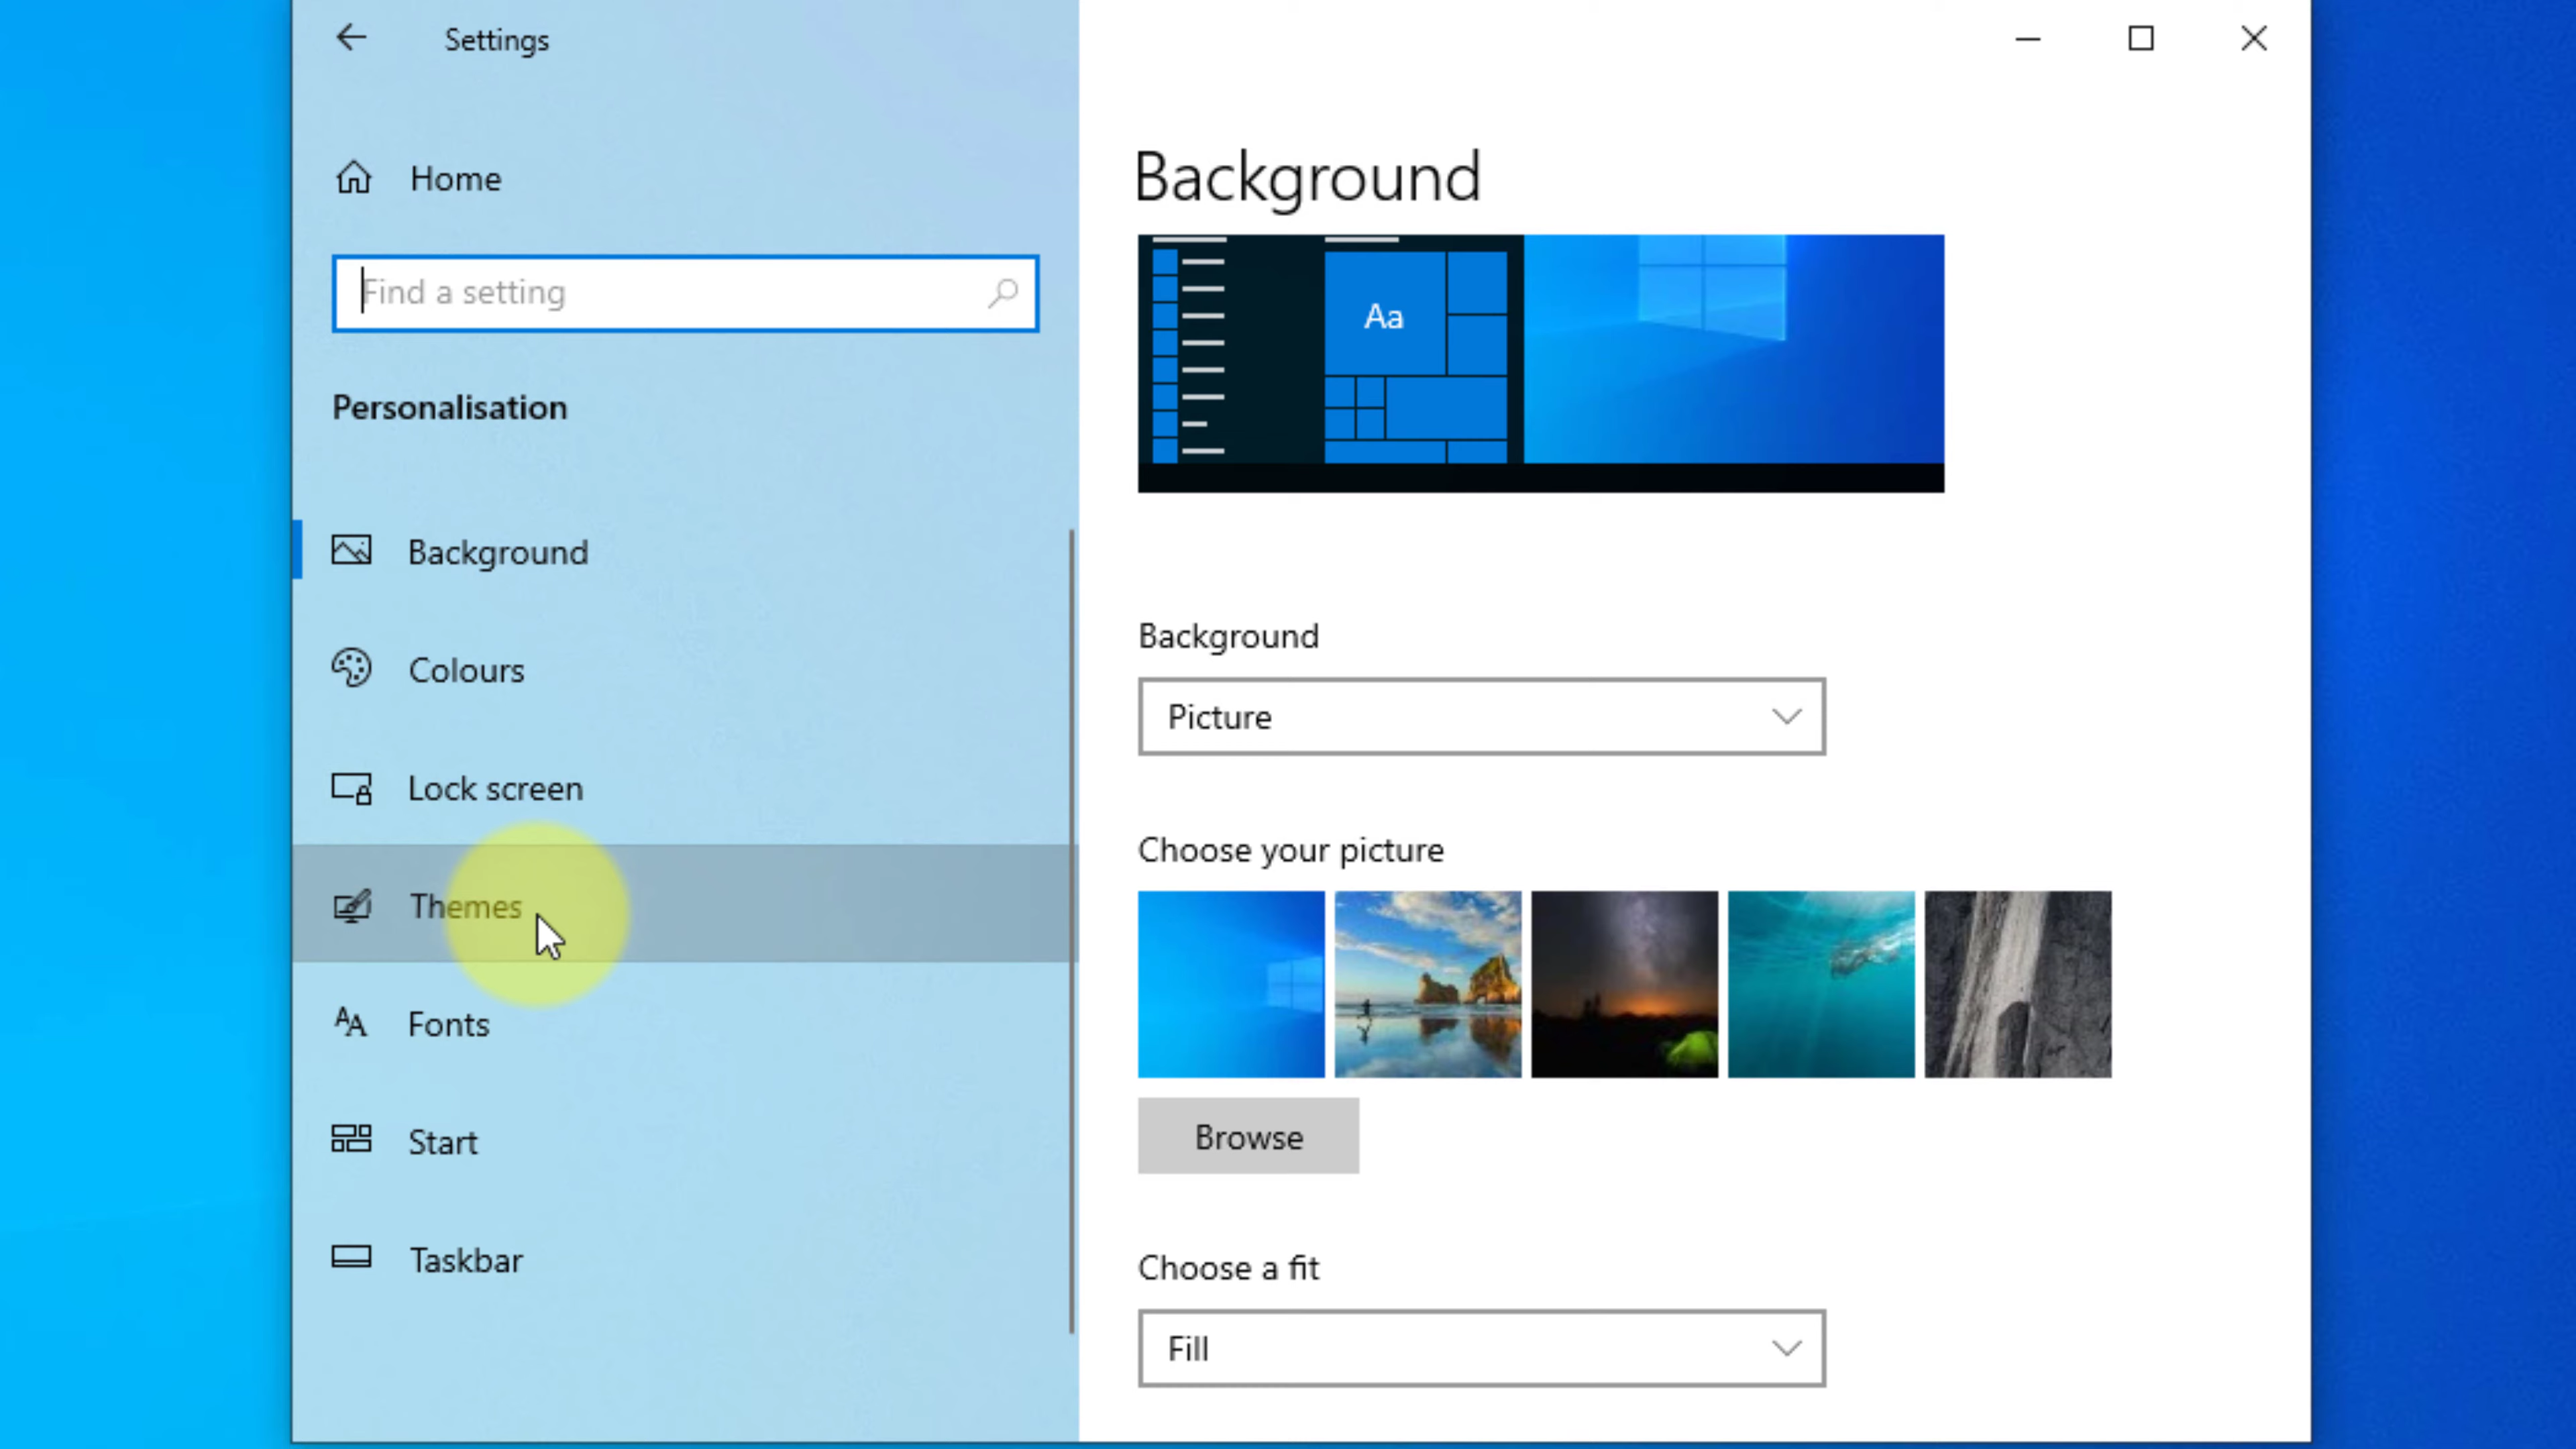 Settings
Home
Find a setting
Personalisation
Background
Colours
Lock screen
Themes
Fonts
Start
Taskbar
Background
Aa
Background
Picture
Choose your picture
Browse
Choose a fit
Fill